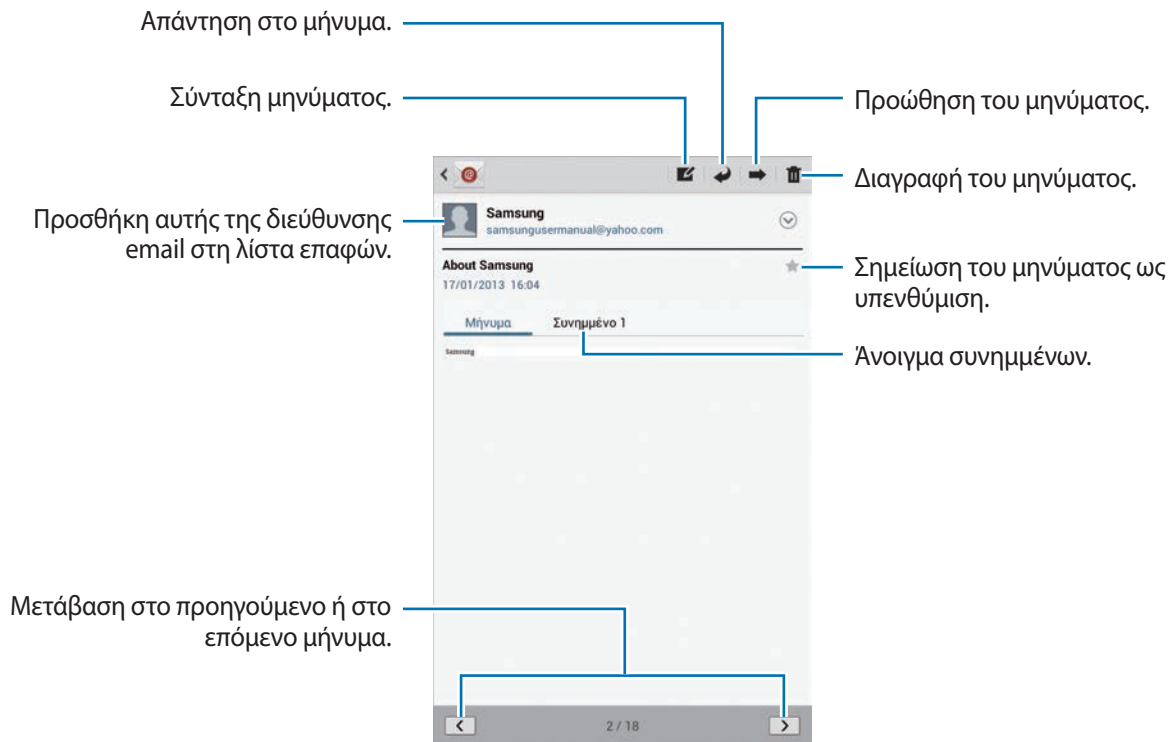 Απάντηση στο μήνυμα.
Σύνταξη μηνύματος.
Προώθηση του μηνύματος.
Διαγραφή του μηνύματος.
Προσθήκη αυτής της διεύθυνσης
email στη λίστα επαφών.
Samsung
samsungusermanual@yahoo.com
About Samsung
17/01/2013 16:04
Σημείωση του μηνύματος ως
υπενθύμιση.
Μήνυμα Συνημμένο 1
Samsung
Άνοιγμα συνημμένων.
Μετάβαση στο προηγούμενο ή στο
επόμενο μήνυμα.
2 / 18